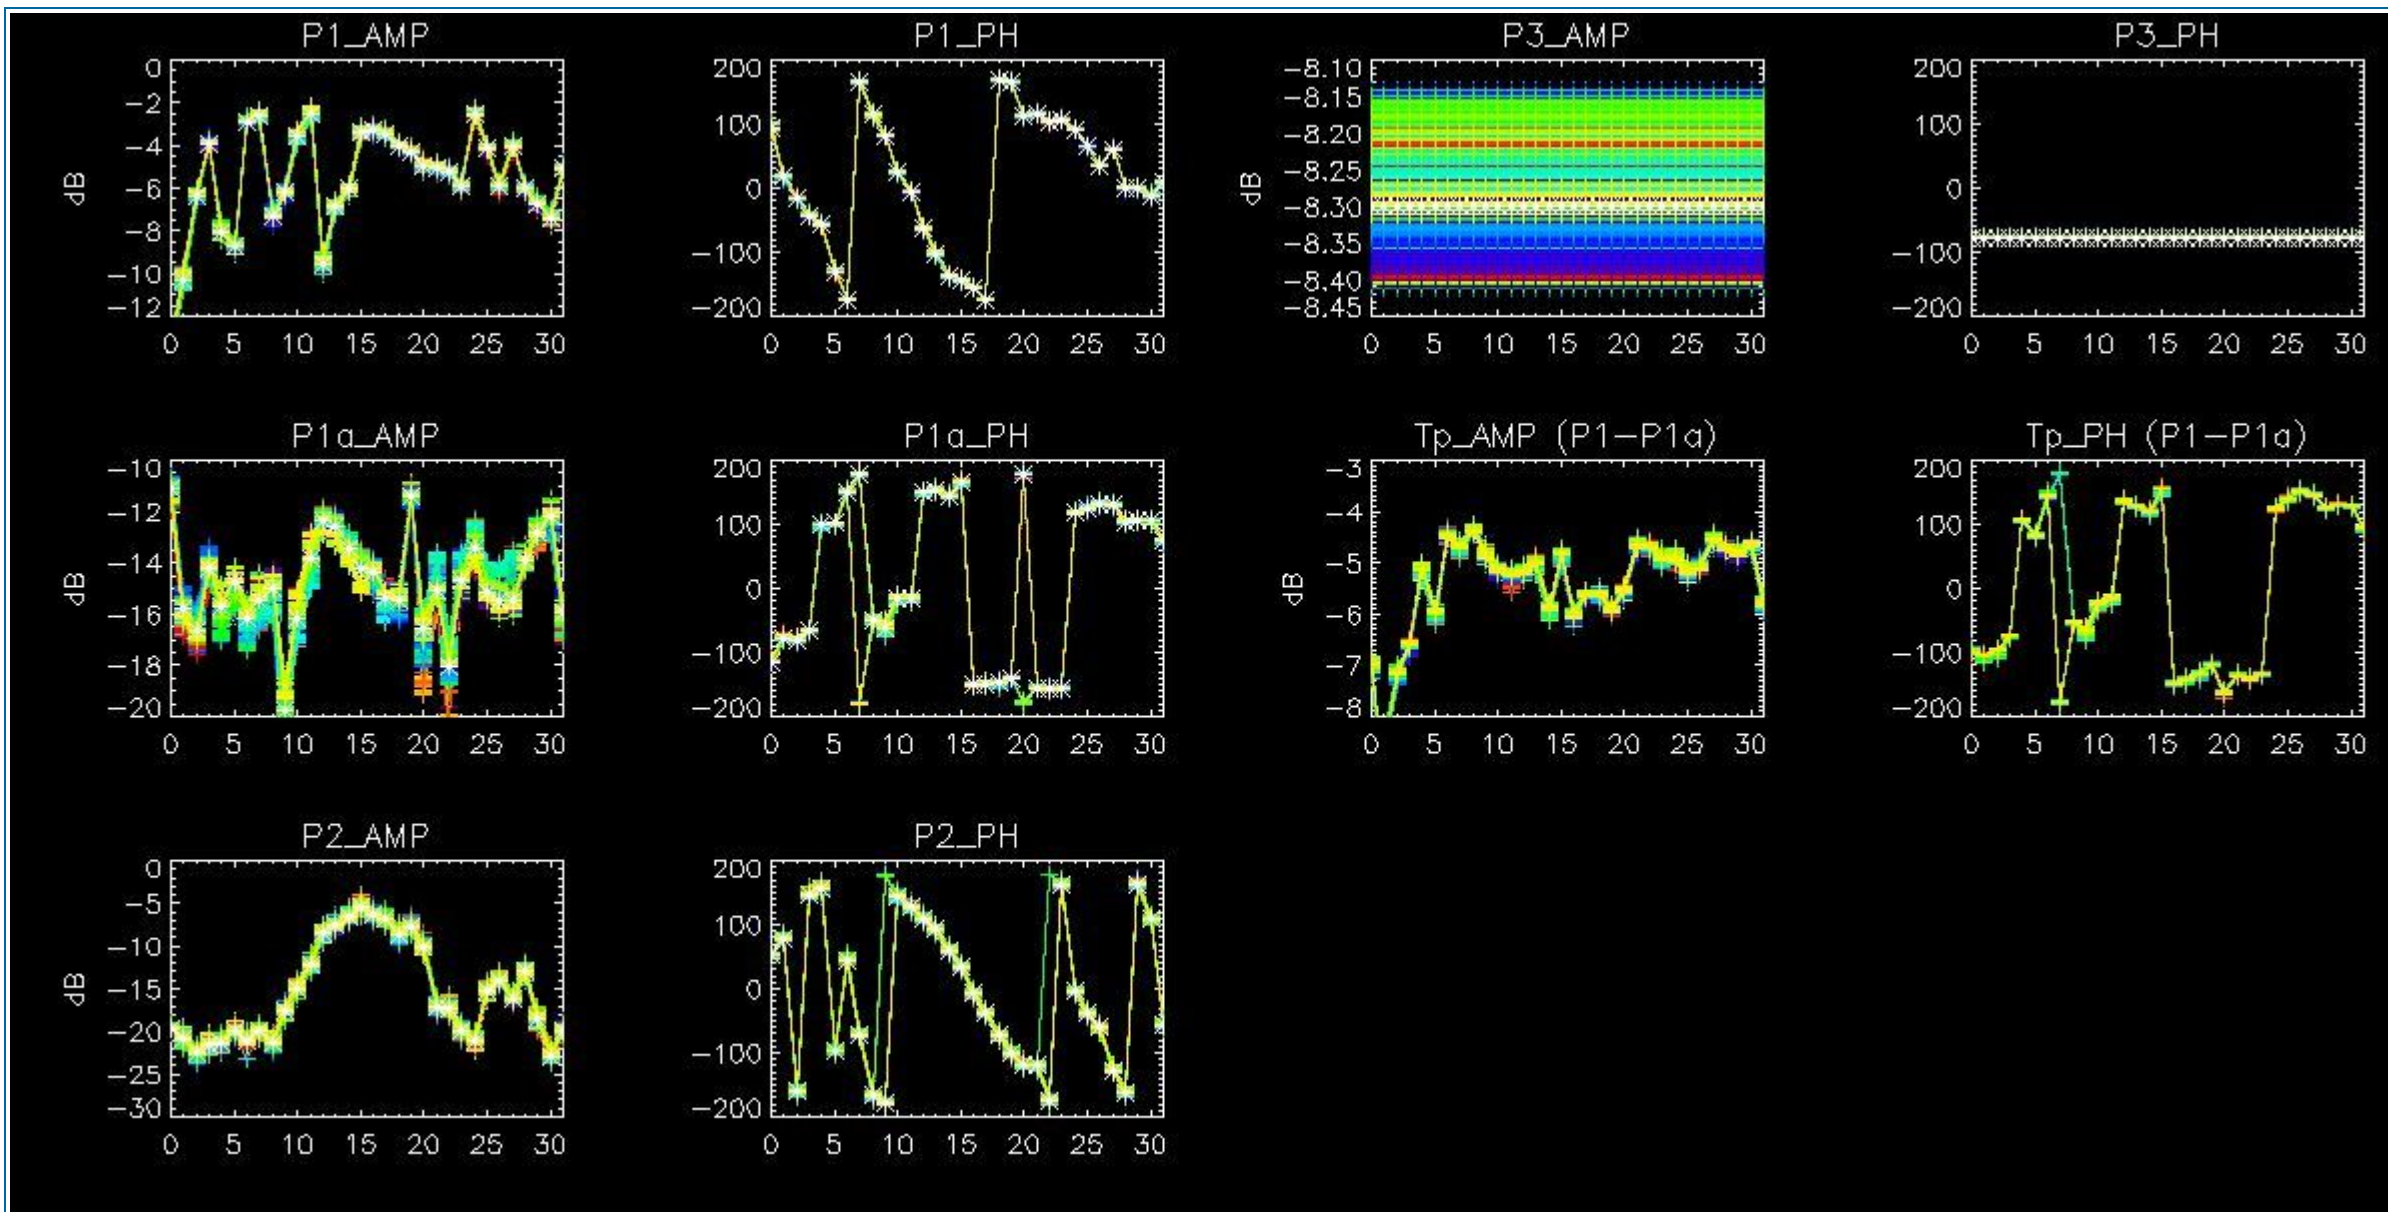 P1_AMP
0
−2
−4
−6
−8
−10
−12
dB
0 5 10 15 20 25 30
P1_PH
200
100
0
−100
−200
0 5 10 15 20 25 30
P3_AMP
−8.10
−8.15
−8.20
−8.25
−8.30
−8.35
−8.40
−8.45
dB
0 5 10 15 20 25 30
P3_PH
200
100
0
−100
−200
0 5 10 15 20 25 30
P1a_AMP
−10
−12
−14
−16
−18
−20
dB
0 5 10 15 20 25 30
P1a_PH
200
100
0
−100
−200
0 5 10 15 20 25 30
Tp_AMP (P1−P1a)
−3
−4
−5
−6
−7
−8
dB
0 5 10 15 20 25 30
Tp_PH (P1−P1a)
200
100
0
−100
−200
0 5 10 15 20 25 30
P2_AMP
0
−5
−10
−15
−20
−25
−30
dB
0 5 10 15 20 25 30
P2_PH
200
100
0
−100
−200
0 5 10 15 20 25 30